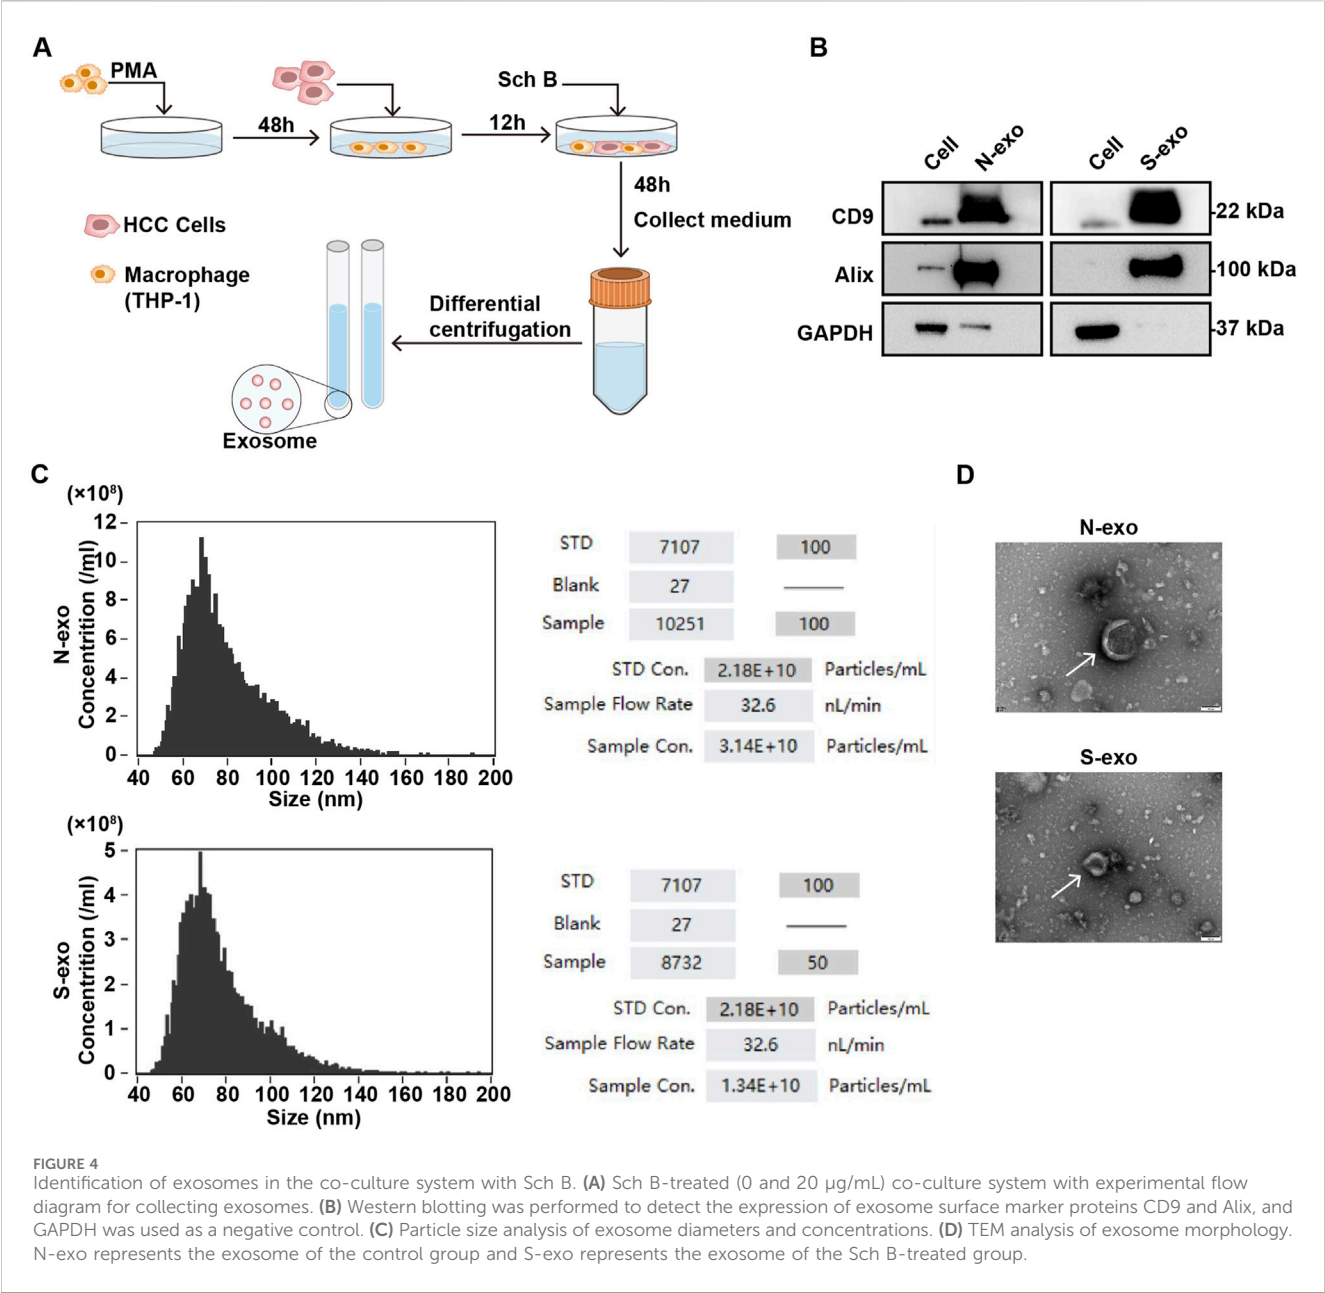 A
PMA
48h
12h
Sch B
48h
Collect medium
HCC Cells
Macrophage
(THP-1)
Differential
centrifugation
Exosome
B
Cell
N-exo
Cell
S-exo
CD9
22 kDa
Alix
100 kDa
GAPDH
37 kDa
C
(×10⁸)
N-exo
Concentrition (/ml)
12
10
8
6
4
2
0
40 60 80 100 120 140 160 180 200
Size (nm)
STD 7107 100
Blank 27
Sample 10251 100
STD Con. 2.18E+10 Particles/mL
Sample Flow Rate 32.6 nL/min
Sample Con. 3.14E+10 Particles/mL
(×10⁸)
S-exo
Concentrition (/ml)
5
4
3
2
1
0
40 60 80 100 120 140 160 180 200
Size (nm)
STD 7107 100
Blank 27
Sample 8732 50
STD Con. 2.18E+10 Particles/mL
Sample Flow Rate 32.6 nL/min
Sample Con. 1.34E+10 Particles/mL
D
N-exo
S-exo
FIGURE 4
Identification of exosomes in the co-culture system with Sch B. (A) Sch B-treated (0 and 20 μg/mL) co-culture system with experimental flow
diagram for collecting exosomes. (B) Western blotting was performed to detect the expression of exosome surface marker proteins CD9 and Alix, and
GAPDH was used as a negative control. (C) Particle size analysis of exosome diameters and concentrations. (D) TEM analysis of exosome morphology.
N-exo represents the exosome of the control group and S-exo represents the exosome of the Sch B-treated group.